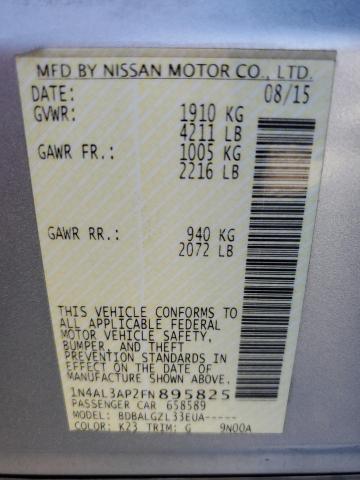 MFD BY NISSAN MOTOR CO., LTD.
DATE: 08/15
GVWR: 1910 KG
4211 LB
GAWR FR.: 1005 KG
2216 LB
GAWR RR.: 940 KG
2072 LB
THIS VEHICLE CONFORMS TO
ALL APPLICABLE FEDERAL
MOTOR VEHICLE SAFETY,
BUMPER, AND THEFT
PREVENTION STANDARDS IN
EFFECT ON THE DATE OF
MANUFACTURE SHOWN ABOVE.
1N4AL3AP2FN895825
PASSENGER CAR 658589
MODEL: BDBALGZL33EUA-----
COLOR: K23 TRIM: G 9N00A